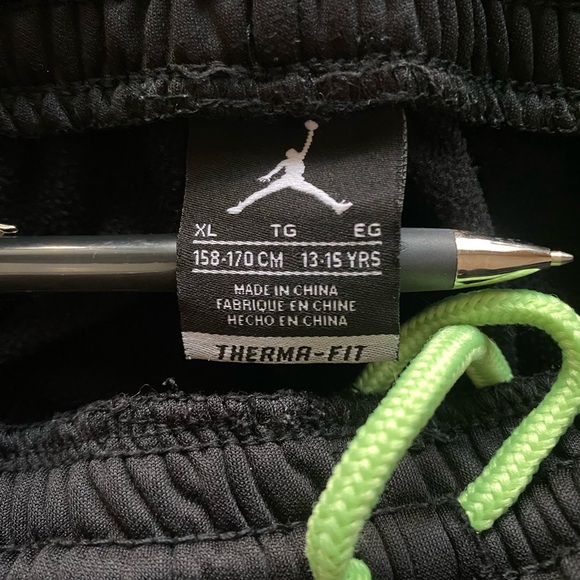 XL TG EG
158-170 CM 13-15 YRS
MADE IN CHINA
FABRIQUE EN CHINE
HECHO EN CHINA
THERMA-FIT